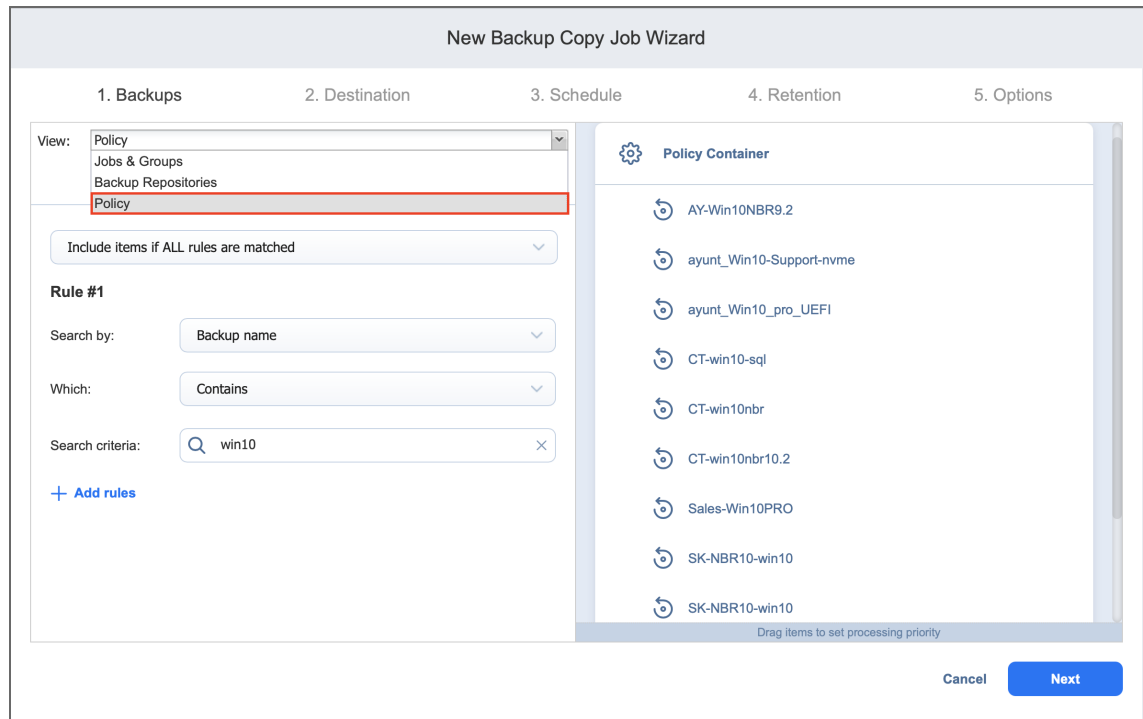 New Backup Copy Job Wizard
1. Backups
2. Destination
3. Schedule
4. Retention
5. Options
View:
Policy
Jobs & Groups
Backup Repositories
Policy
Include items if ALL rules are matched
Rule #1
Search by:
Backup name
Which:
Contains
Search criteria:
win10
Add rules
Policy Container
AY-Win10NBR9.2
ayunt_Win10-Support-nvme
ayunt_Win10_pro_UEFI
CT-win10-sql
CT-win10nbr
CT-win10nbr10.2
Sales-Win10PRO
SK-NBR10-win10
SK-NBR10-win10
Drag items to set processing priority
Cancel
Next